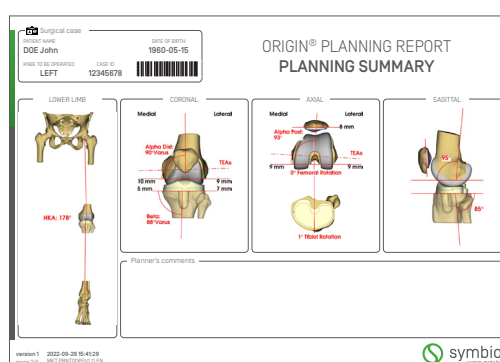 Surgical case
PATIENT NAME
DOE John
DATE OF BIRTH
1960-05-15
KNEE TO BE OPERATED
LEFT
CASE ID
12345678
ORIGIN® PLANNING REPORT
PLANNING SUMMARY
LOWER LIMB
HKA: 178°
CORONAL
Medial
Lateral
Alpha Dist:
90°Varus
TEAs
10 mm
9 mm
5 mm
7 mm
Beta:
88°Varus
AXIAL
Medial
Lateral
8 mm
Alpha Post:
93°
TEAs
9 mm
9 mm
0° Femoral Rotation
1° Tibial Rotation
SAGITTAL
95°
85°
Planner's comments
version 1 2022-09-29 15:41:29
symbio